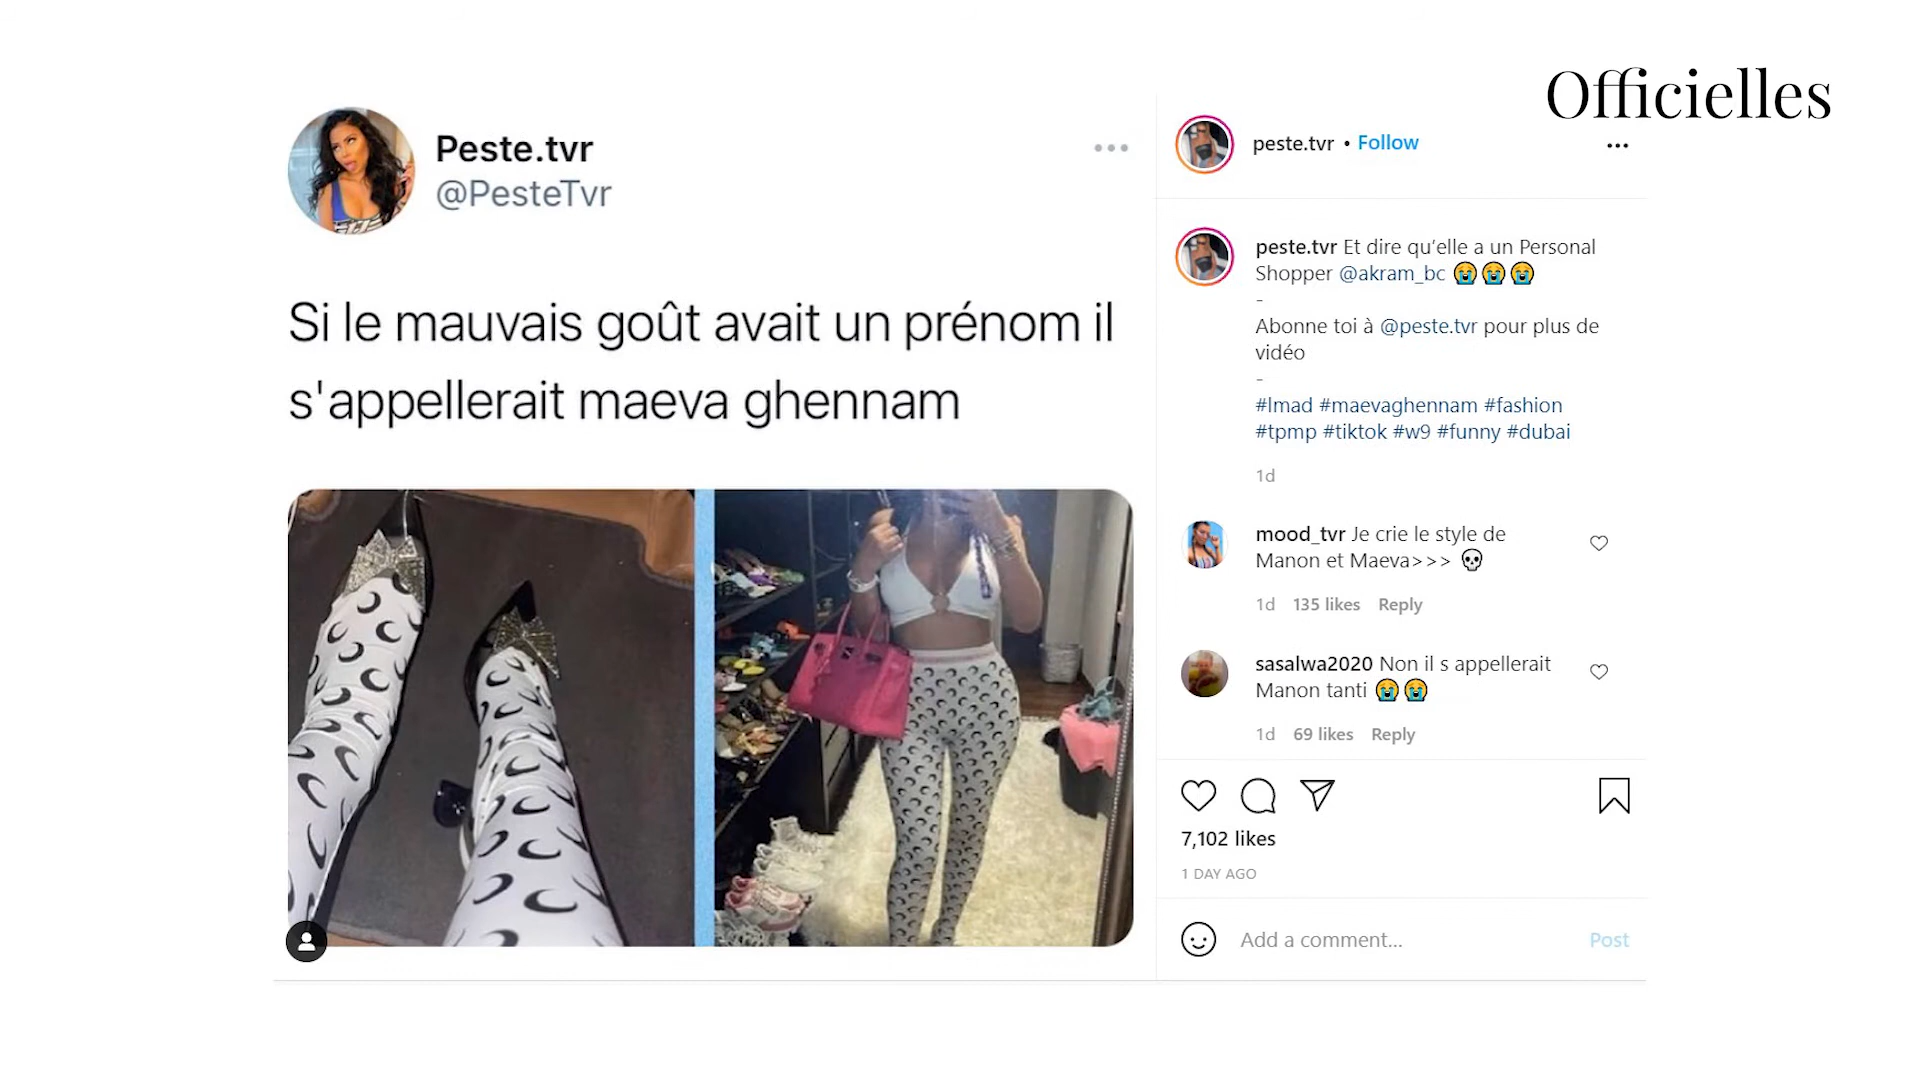 Officielles
Peste.tvr
@PesteTvr
Si le mauvais goût avait un prénom il
s'appellerait maeva ghennam
peste.tvr • Follow
peste.tvr Et dire qu'elle a un Personal
Shopper @akram_bc 😭😭😭
-
Abonne toi à @peste.tvr pour plus de
vidéo
-
#lmad #maevaghennam #fashion
#tpmp #tiktok #w9 #funny #dubai
1d
mood_tvr Je crie le style de
Manon et Maeva>>> 💀
1d 135 likes Reply
sasalwa2020 Non il s appellerait
Manon tanti 😭😭
1d 69 likes Reply
7,102 likes
1 DAY AGO
Add a comment...
Post